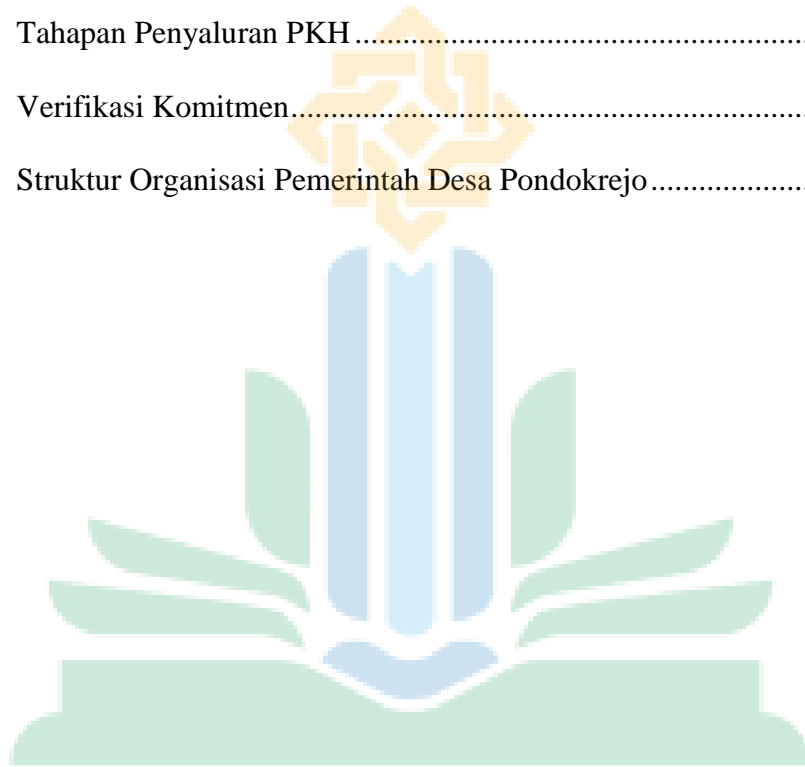 Tahapan Penyaluran PKH........................................................
Verifikasi Komitmen................................................................
Struktur Organisasi Pemerintah Desa Pondokrejo...................